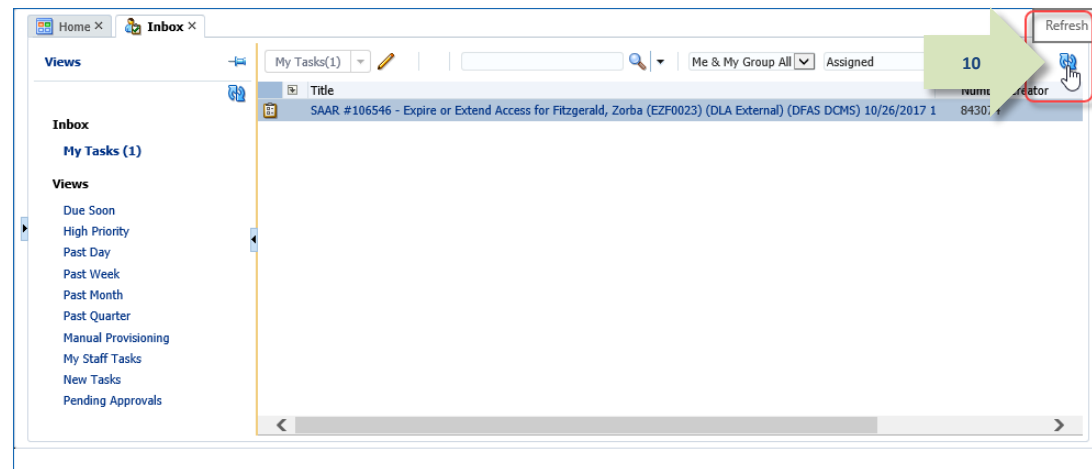 Home × Inbox × Refresh
Views My Tasks(1) Me & My Group All Assigned 10
Title
SAAR #106546 - Expire or Extend Access for Fitzgerald, Zorba (EZF0023) (DLA External) (DFAS DCMS) 10/26/2017 1
Inbox
My Tasks (1)
Views
Due Soon
High Priority
Past Day
Past Week
Past Month
Past Quarter
Manual Provisioning
My Staff Tasks
New Tasks
Pending Approvals